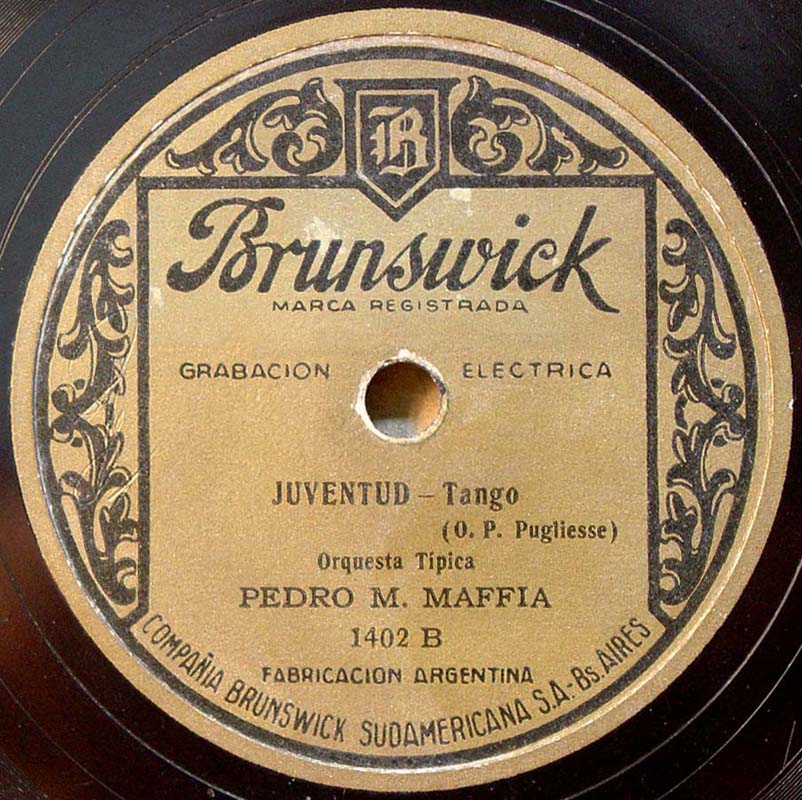 B
Brunswick
MARCA REGISTRADA
GRABACION ELECTRICA
JUVENTUD – Tango
(O. P. Pugliesse)
Orquesta Típica
PEDRO M. MAFFIA
1402 B
FABRICACION ARGENTINA
COMPAÑIA BRUNSWICK SUDAMERICANA S.A.-Bs.AIRES